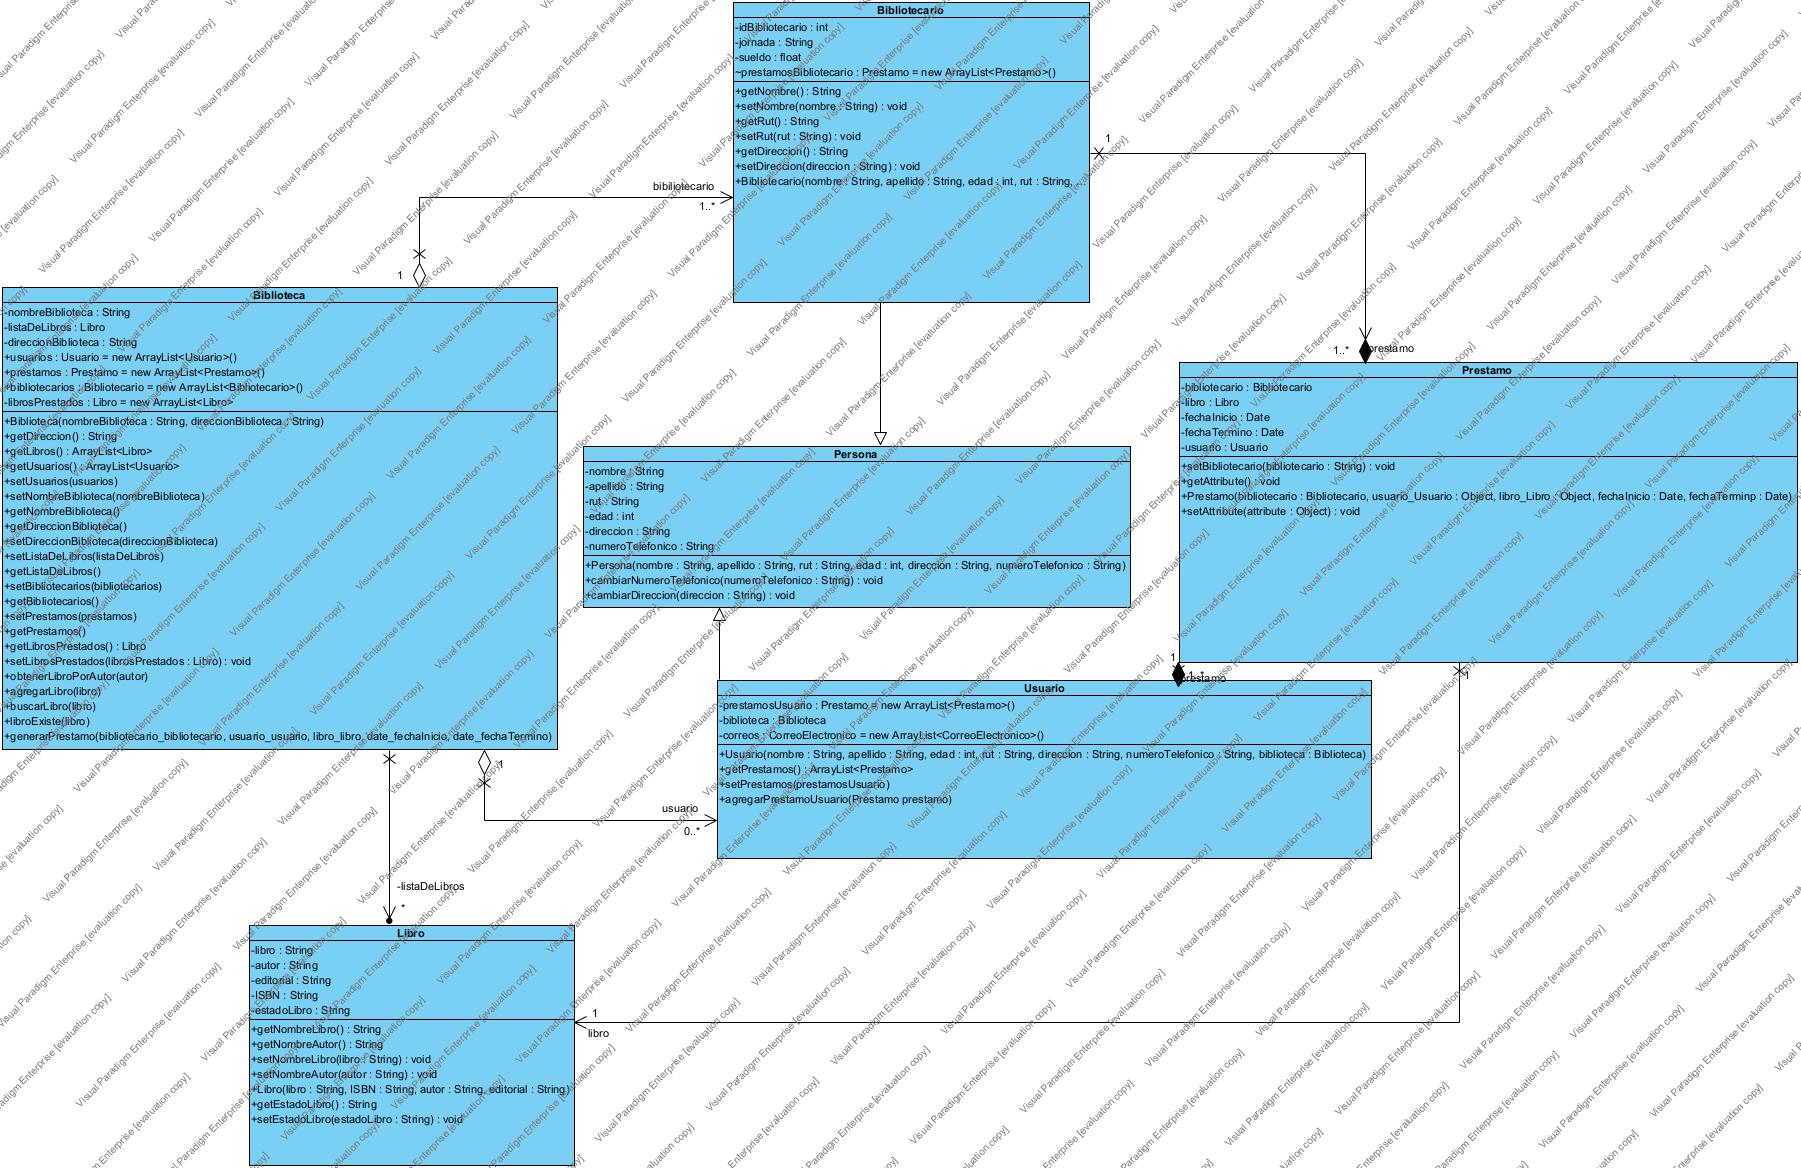 Bibliotecario
-idBibliotecario : int
-jornada : String
-sueldo : float
~prestamosBibliotecario : Prestamo = new ArrayList<Prestamo>()
+getNombre() : String
+setNombre(nombre : String) : void
+getRut() : String
+setRut(rut : String) : void
+getDireccion() : String
+setDireccion(direccion : String) : void
+Bibliotecario(nombre : String, apellido : String, edad : int, rut : String, ...
1
bibiliotecario
1..*
1
1..*
prestamo
Biblioteca
-nombreBiblioteca : String
-listaDeLibros : Libro
-direccionBiblioteca : String
+usuarios : Usuario = new ArrayList<Usuario>()
+prestamos : Prestamo = new ArrayList<Prestamo>()
+bibliotecarios : Bibliotecario = new ArrayList<Bibliotecario>()
-librosPrestados : Libro = new ArrayList<Libro>
+Biblioteca(nombreBiblioteca : String, direccionBiblioteca : String)
+getDireccion() : String
+getLibros() : ArrayList<Libro>
+getUsuarios() : ArrayList<Usuario>
+setUsuarios(usuarios)
+setNombreBiblioteca(nombreBiblioteca)
+getNombreBiblioteca()
+getDireccionBiblioteca()
+setDireccionBiblioteca(direccionBiblioteca)
+setListaDeLibros(listaDeLibros)
+getListaDeLibros()
+setBibliotecarios(bibliotecarios)
+getBibliotecarios()
+setPrestamos(prestamos)
+getPrestamos()
+getLibrosPrestados() : Libro
+setLibrosPrestados(librosPrestados : Libro) : void
+obtenerLibroPorAutor(autor)
+agregarLibro(libro)
+buscarLibro(libro)
+libroExiste(libro)
+generarPrestamo(bibliotecario_bibliotecario, usuario_usuario, libro_libro, date_fechaInicio, date_fechaTermino)
Prestamo
-bibliotecario : Bibliotecario
-libro : Libro
-fechaInicio : Date
-fechaTermino : Date
-usuario : Usuario
+setBibliotecario(bibliotecario : String) : void
+getAttribute() : void
+Prestamo(bibliotecario : Bibliotecario, usuario_Usuario : Object, libro_Libro : Object, fechaInicio : Date, fechaTerminp : Date)
+setAttribute(attribute : Object) : void
Persona
-nombre : String
-apellido : String
-rut : String
-edad : int
-direccion : String
-numeroTelefonico : String
+Persona(nombre : String, apellido : String, rut : String, edad : int, direccion : String, numeroTelefonico : String)
+cambiarNumeroTelefonico(numeroTelefonico : String) : void
+cambiarDireccion(direccion : String) : void
1
1..*
prestamo
1
Usuario
-prestamosUsuario : Prestamo = new ArrayList<Prestamo>()
-biblioteca : Biblioteca
-correos : CorreoElectronico = new ArrayList<CorreoElectronico>()
+Usuario(nombre : String, apellido : String, edad : int, rut : String, direccion : String, numeroTelefonico : String, biblioteca : Biblioteca)
+getPrestamos() : ArrayList<Prestamo>
+setPrestamos(prestamosUsuario)
+agregarPrestamoUsuario(Prestamo prestamo)
1
usuario
0..*
-listaDeLibros
*
Libro
-libro : String
-autor : String
-editorial : String
-ISBN : String
-estadoLibro : String
+getNombreLibro() : String
+getNombreAutor() : String
+setNombreLibro(libro : String) : void
+setNombreAutor(autor : String) : void
+Libro(libro : String, ISBN : String, autor : String, editorial : String)
+getEstadoLibro() : String
+setEstadoLibro(estadoLibro : String) : void
1
libro
Visual Paradigm Enterprise [evaluation copy]